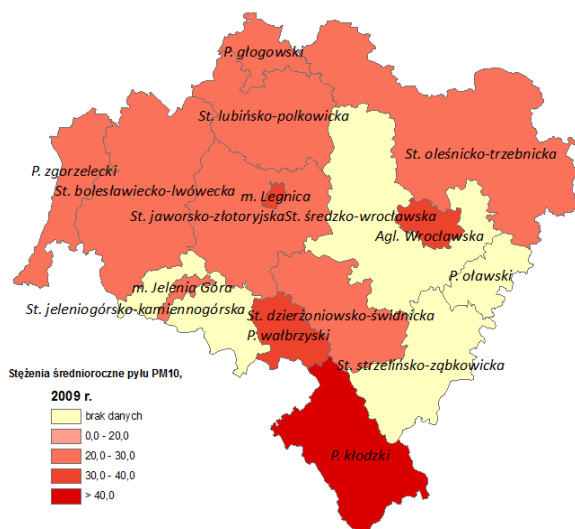 P. głogowski
St. lubińsko-polkowicka
St. oleśnicko-trzebnicka
P. zgorzelecki
St. bolesławiecko-lwówecka
m. Legnica
St. jaworsko-złotoryjska
St. średzko-wrocławska
Agl. Wrocławska
P. oławski
m. Jelenia Góra
St. jeleniogórsko-kamiennogórska
St. dzierżoniowsko-świdnicka
P. wałbrzyski
St. strzelińsko-ząbkowicka
P. kłodzki
Stężenia średnioroczne pyłu PM10,
2009 r.
brak danych
0,0 - 20,0
20,0 - 30,0
30,0 - 40,0
> 40,0